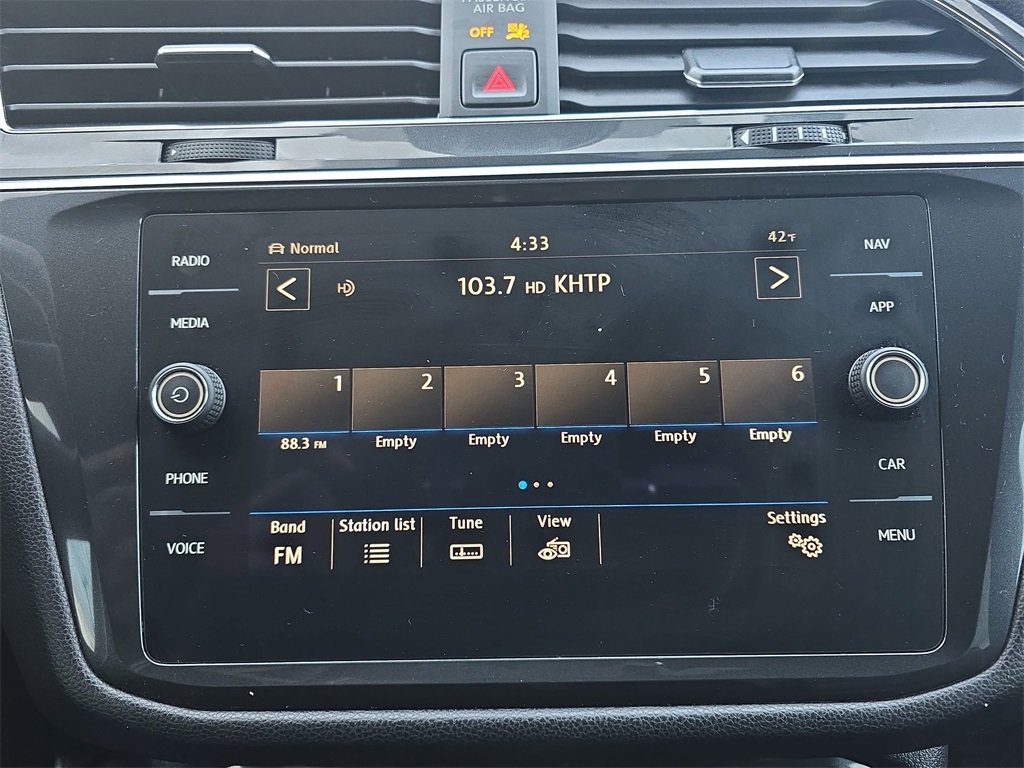 PASSENGER
AIR BAG
OFF
RADIO
MEDIA
PHONE
VOICE
Normal
4:33
42°F
<
HD
103.7 HD KHTP
>
1
2
3
4
5
6
88.3 FM
Empty
Empty
Empty
Empty
Empty
Band
FM
Station list
Tune
View
Settings
NAV
APP
CAR
MENU